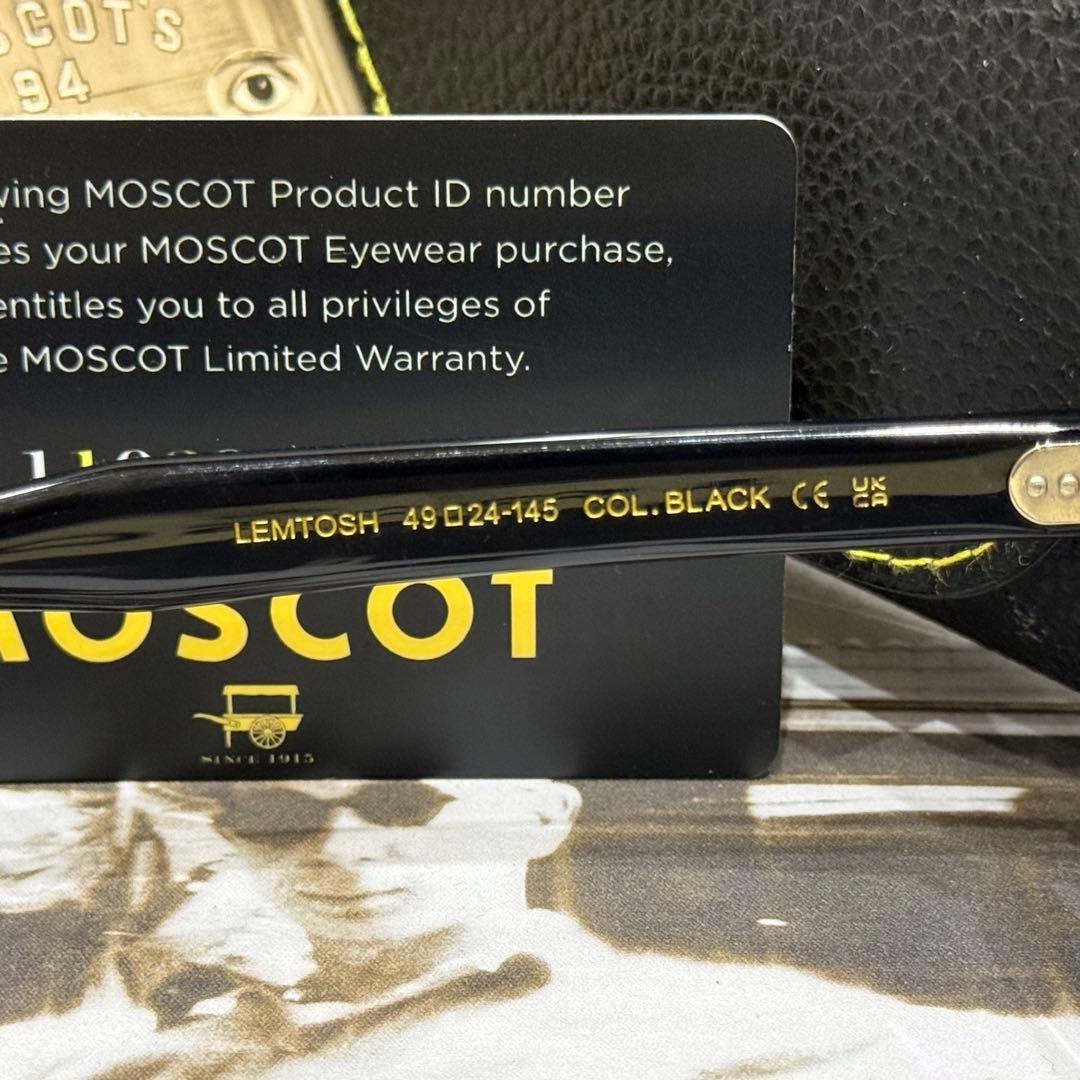 SCOT'S
94
wing MOSCOT Product ID number
es your MOSCOT Eyewear purchase,
entitles you to all privileges of
e MOSCOT Limited Warranty.
LEMTOSH 49□24-145 COL.BLACK CE UKCA
MOSCOT
SINCE 1915